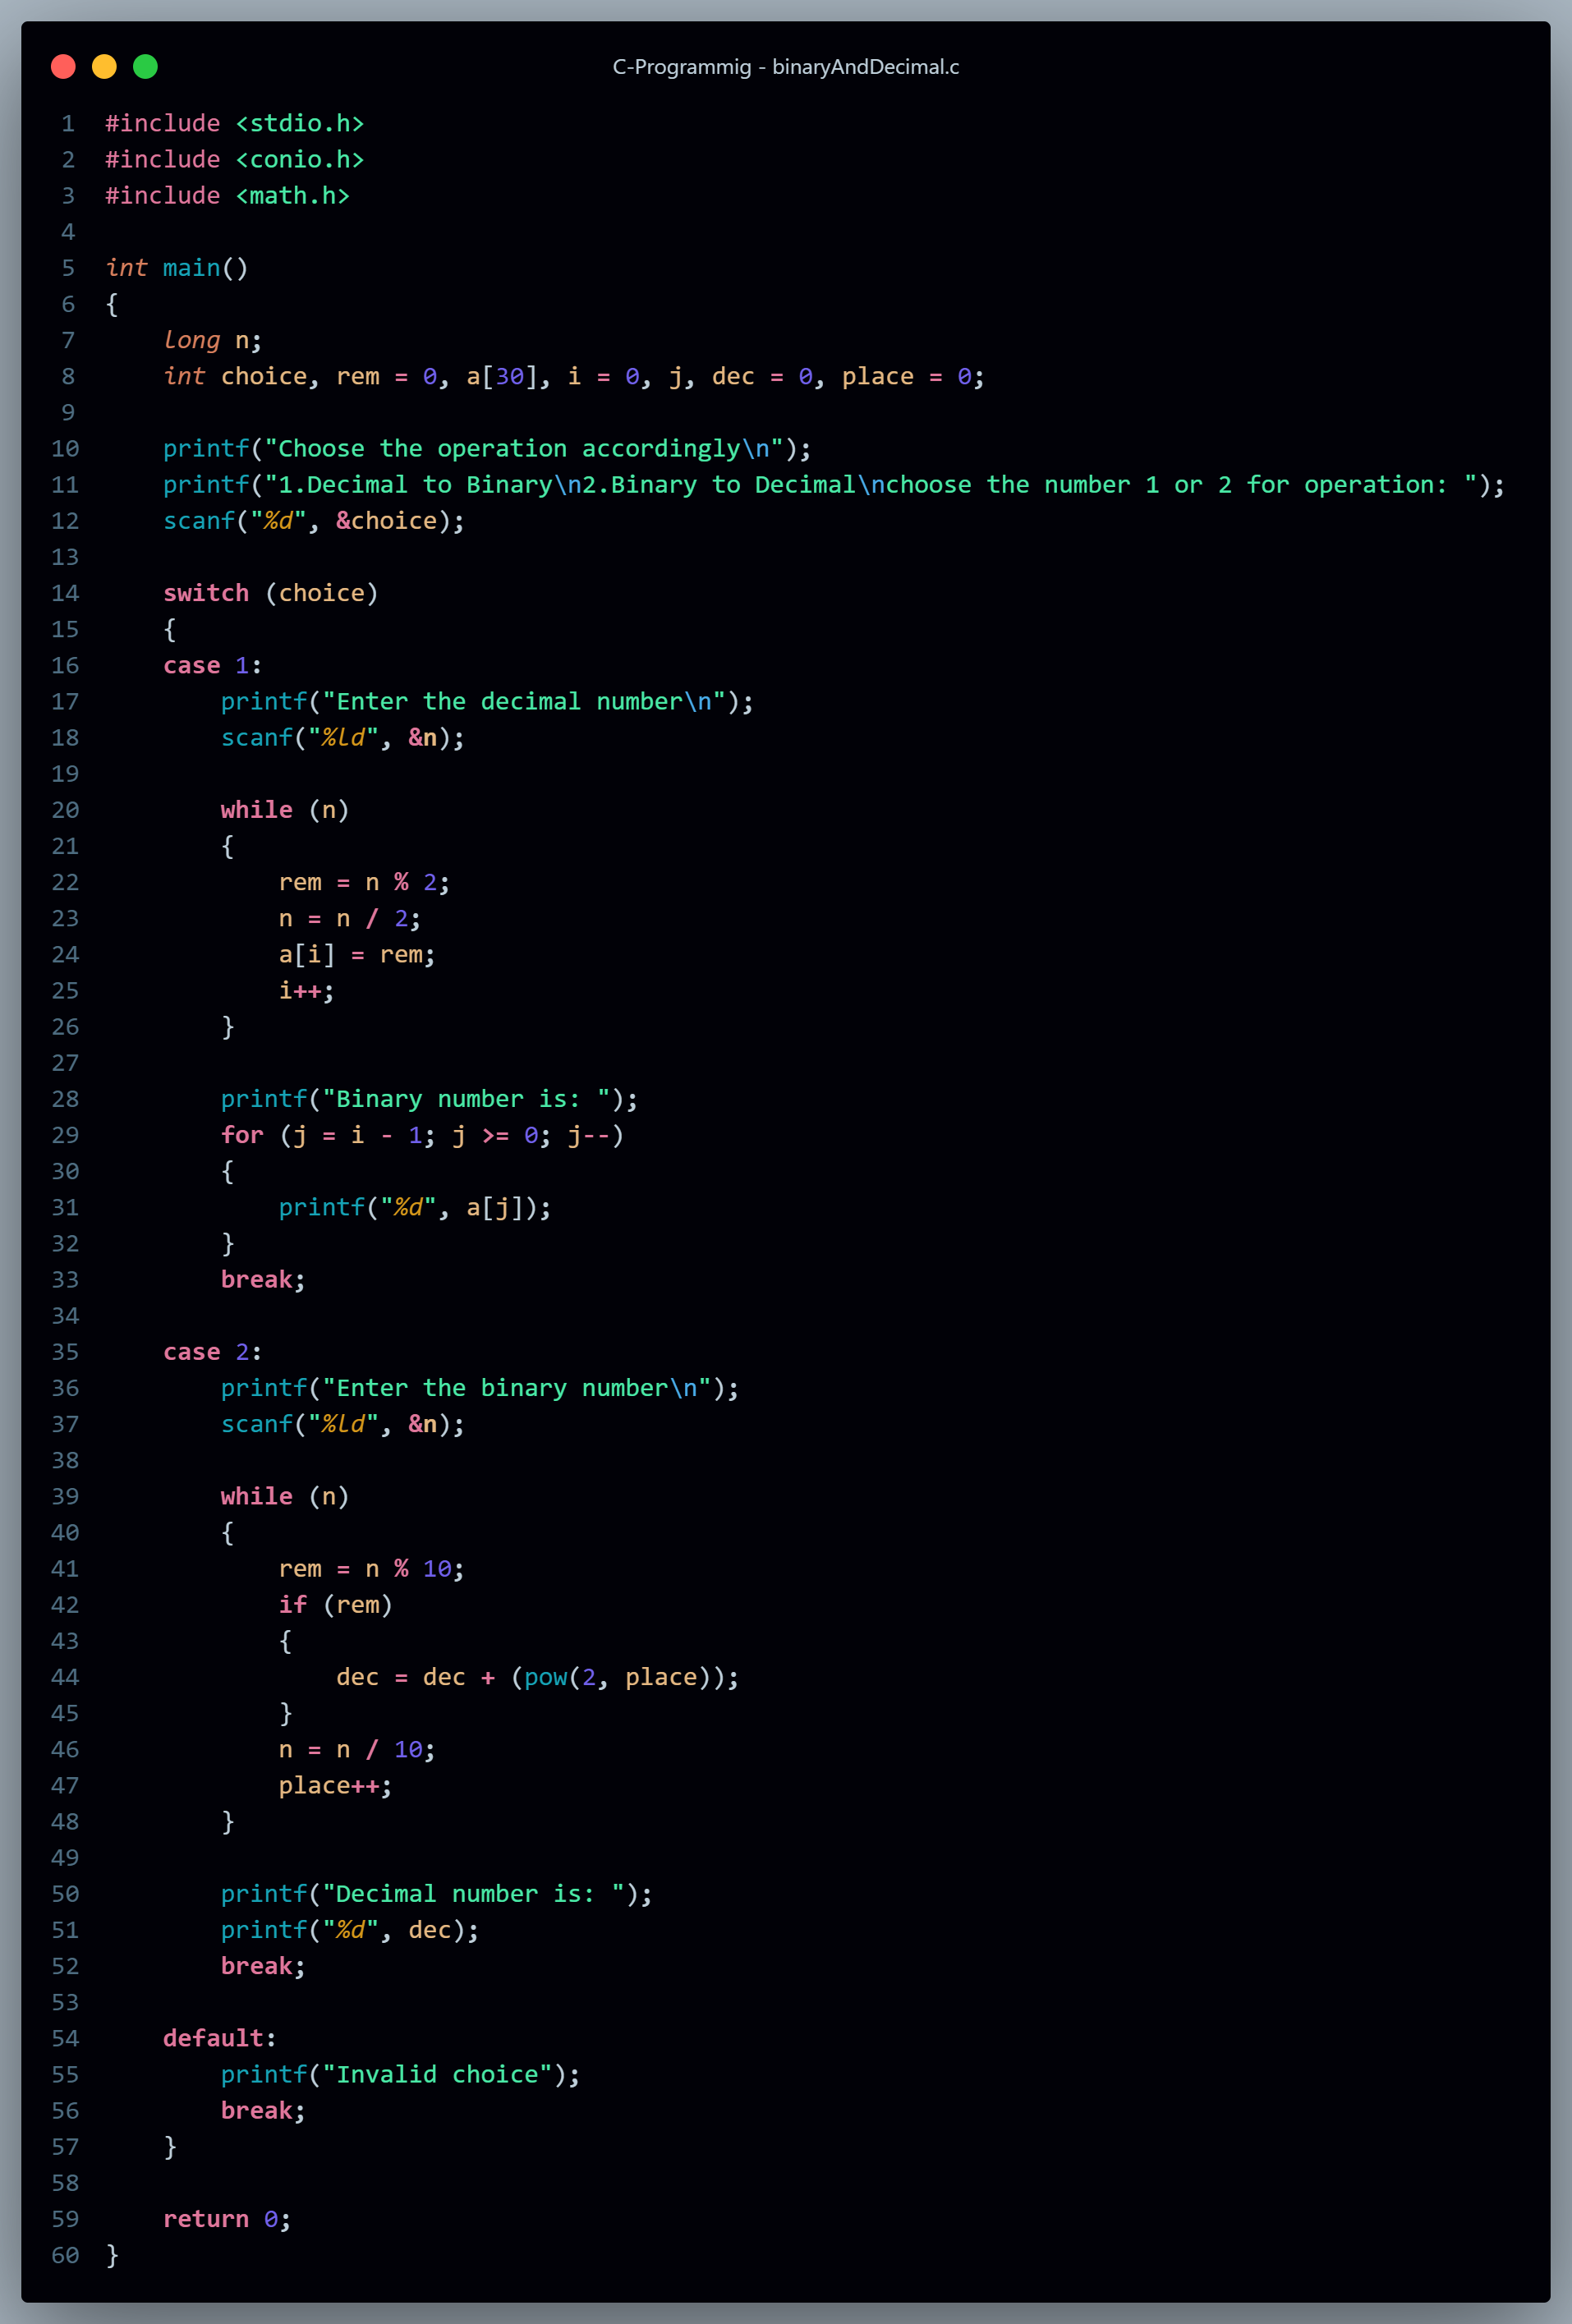 C-Programmig - binaryAndDecimal.c
1 #include <stdio.h>
2 #include <conio.h>
3 #include <math.h>
4
5 int main()
6 {
7     long n;
8     int choice, rem = 0, a[30], i = 0, j, dec = 0, place = 0;
9
10     printf("Choose the operation accordingly\n");
11     printf("1.Decimal to Binary\n2.Binary to Decimal\nchoose the number 1 or 2 for operation: ");
12     scanf("%d", &choice);
13
14     switch (choice)
15     {
16     case 1:
17         printf("Enter the decimal number\n");
18         scanf("%ld", &n);
19
20         while (n)
21         {
22             rem = n % 2;
23             n = n / 2;
24             a[i] = rem;
25             i++;
26         }
27
28         printf("Binary number is: ");
29         for (j = i - 1; j >= 0; j--)
30         {
31             printf("%d", a[j]);
32         }
33         break;
34
35     case 2:
36         printf("Enter the binary number\n");
37         scanf("%ld", &n);
38
39         while (n)
40         {
41             rem = n % 10;
42             if (rem)
43             {
44                 dec = dec + (pow(2, place));
45             }
46             n = n / 10;
47             place++;
48         }
49
50         printf("Decimal number is: ");
51         printf("%d", dec);
52         break;
53
54     default:
55         printf("Invalid choice");
56         break;
57     }
58
59     return 0;
60 }